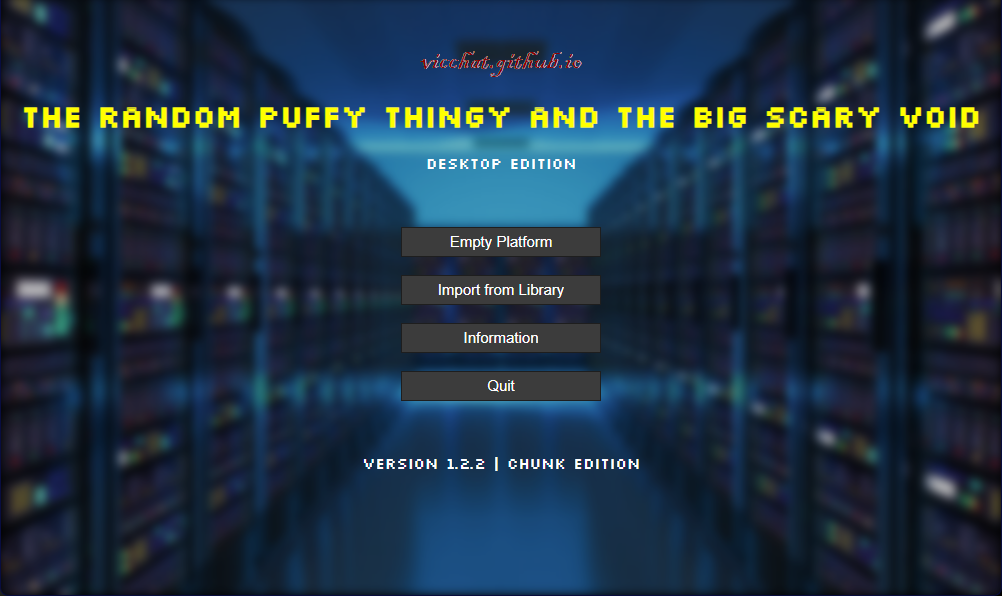 vicchat.github.io
THE RANDOM PUFFY THINGY AND THE BIG SCARY VOID
DESKTOP EDITION
Empty Platform
Import from Library
Information
Quit
VERSION 1.2.2 | CHUNK EDITION